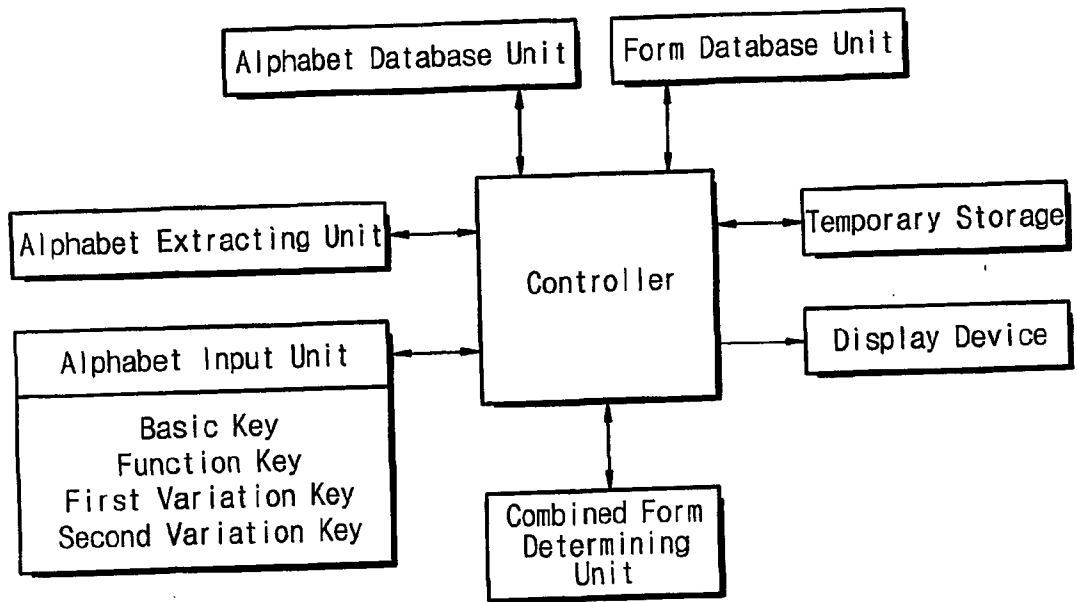 Alphabet Database Unit
Form Database Unit
Alphabet Extracting Unit
Temporary Storage
Controller
Alphabet Input Unit
Display Device
Basic Key
Function Key
First Variation Key
Second Variation Key
Combined Form
Determining
Unit